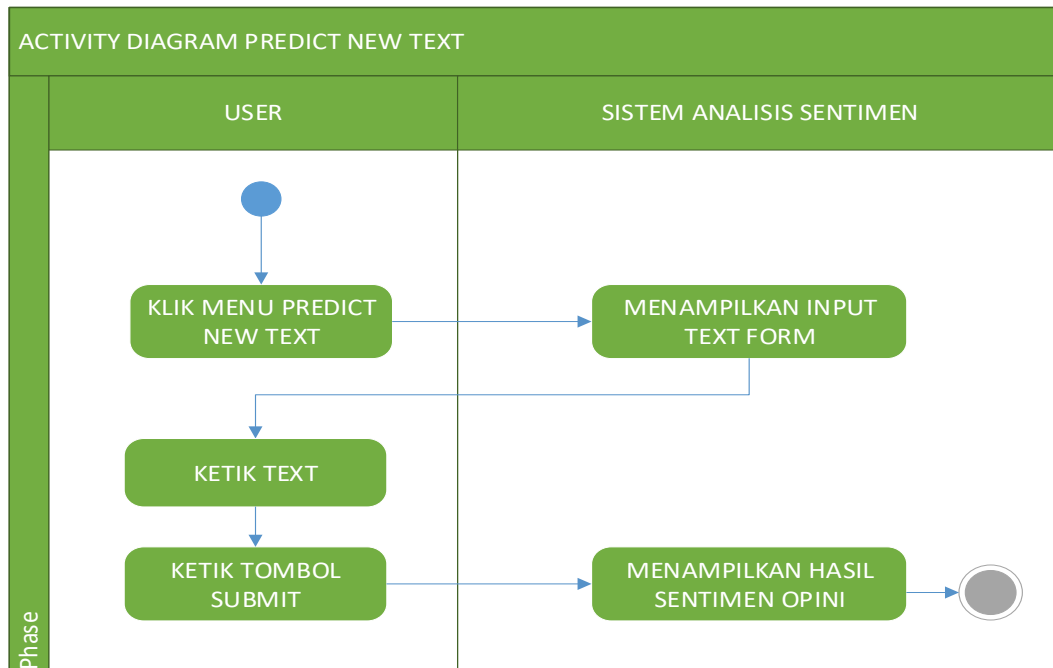 ACTIVITY DIAGRAM PREDICT NEW TEXT
USER
SISTEM ANALISIS SENTIMEN
KLIK MENU PREDICT
NEW TEXT
MENAMPILKAN INPUT
TEXT FORM
KETIK TEXT
KETIK TOMBOL
SUBMIT
MENAMPILKAN HASIL
SENTIMEN OPINI
Phase